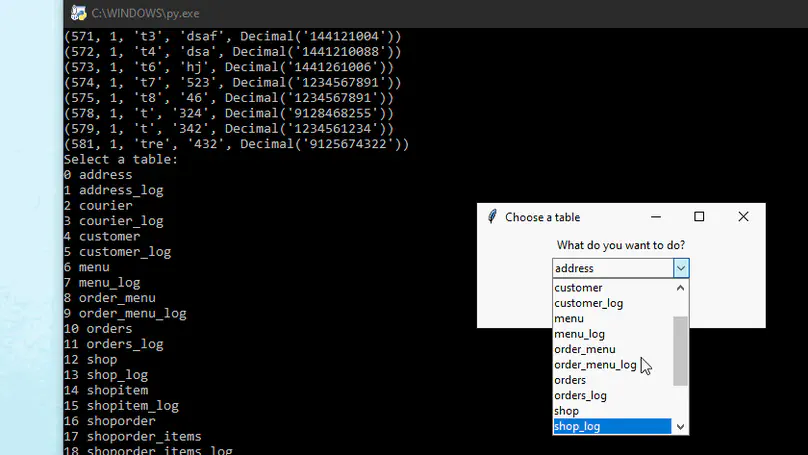 C:\WINDOWS\py.exe
(571, 1, 't3', 'dsaf', Decimal('144121004'))
(572, 1, 't4', 'dsa', Decimal('1441210088'))
(573, 1, 't6', 'hj', Decimal('1441261006'))
(574, 1, 't7', '523', Decimal('1234567891'))
(575, 1, 't8', '46', Decimal('1234567891'))
(578, 1, 't', '324', Decimal('9128468255'))
(579, 1, 't', '342', Decimal('1234561234'))
(581, 1, 'tre', '432', Decimal('9125674322'))
Select a table:
0 address
1 address_log
2 courier
3 courier_log
4 customer
5 customer_log
6 menu
7 menu_log
8 order_menu
9 order_menu_log
10 orders
11 orders_log
12 shop
13 shop_log
14 shopitem
15 shopitem_log
16 shoporder
17 shoporder_items
18 shoporder_items_log
Choose a table
What do you want to do?
address
customer
customer_log
menu
menu_log
order_menu
order_menu_log
orders
orders_log
shop
shop_log